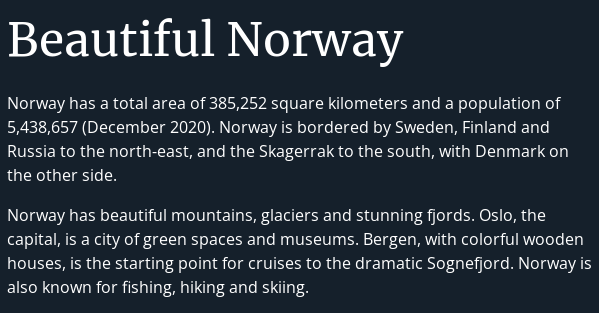 Beautiful Norway
Norway has a total area of 385,252 square kilometers and a population of
5,438,657 (December 2020). Norway is bordered by Sweden, Finland and
Russia to the north-east, and the Skagerrak to the south, with Denmark on
the other side.
Norway has beautiful mountains, glaciers and stunning fjords. Oslo, the
capital, is a city of green spaces and museums. Bergen, with colorful wooden
houses, is the starting point for cruises to the dramatic Sognefjord. Norway is
also known for fishing, hiking and skiing.